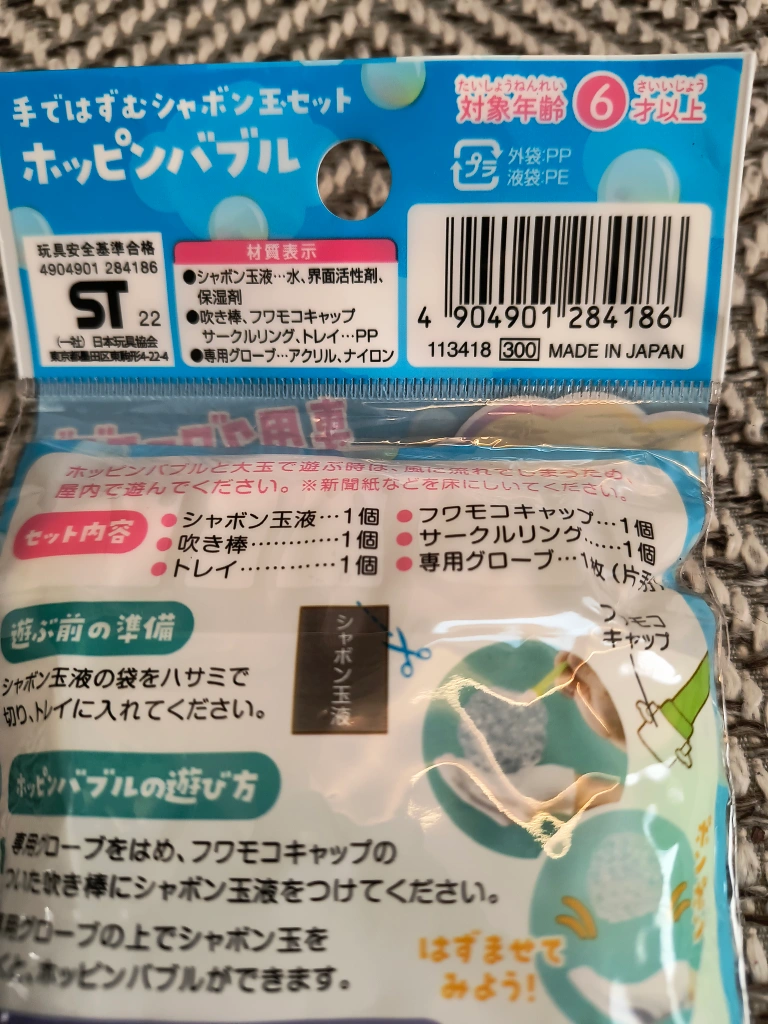 手ではずむシャボン玉セット
ホッピンバブル
たいしょうねんれい さいいじょう
対象年齢 6 才以上
プラ 外袋:PP
液袋:PE
玩具安全基準合格
4904901 284186
ST 22
(一社) 日本玩具協会
東京都墨田区東駒形4-22-4
材質表示
●シャボン玉液…水、界面活性剤、
保湿剤
●吹き棒、フワモコキャップ
サークルリング、トレイ…PP
●専用グローブ…アクリル、ナイロン
4 904901 284186
113418 300 MADE IN JAPAN
ホッピンバブルと大玉で遊ぶ時は、風に流れてしまうため、
屋内で遊んでください。※新聞紙などを床にしいてください。
セット内容
●シャボン玉液…1個
●吹き棒…………1個
●トレイ…………1個
●フワモコキャップ…1個
●サークルリング……1個
●専用グローブ…1枚(片手)
遊ぶ前の準備
シャボン玉液の袋をハサミで
切り、トレイに入れてください。
シャボン玉液
フワモコ
キャップ
ホッピンバブルの遊び方
専用グローブをはめ、フワモコキャップの
ついた吹き棒にシャボン玉液をつけてください。
専用グローブの上でシャボン玉を
ホッピンバブルができます。
はずませて
みよう!
ポンポン